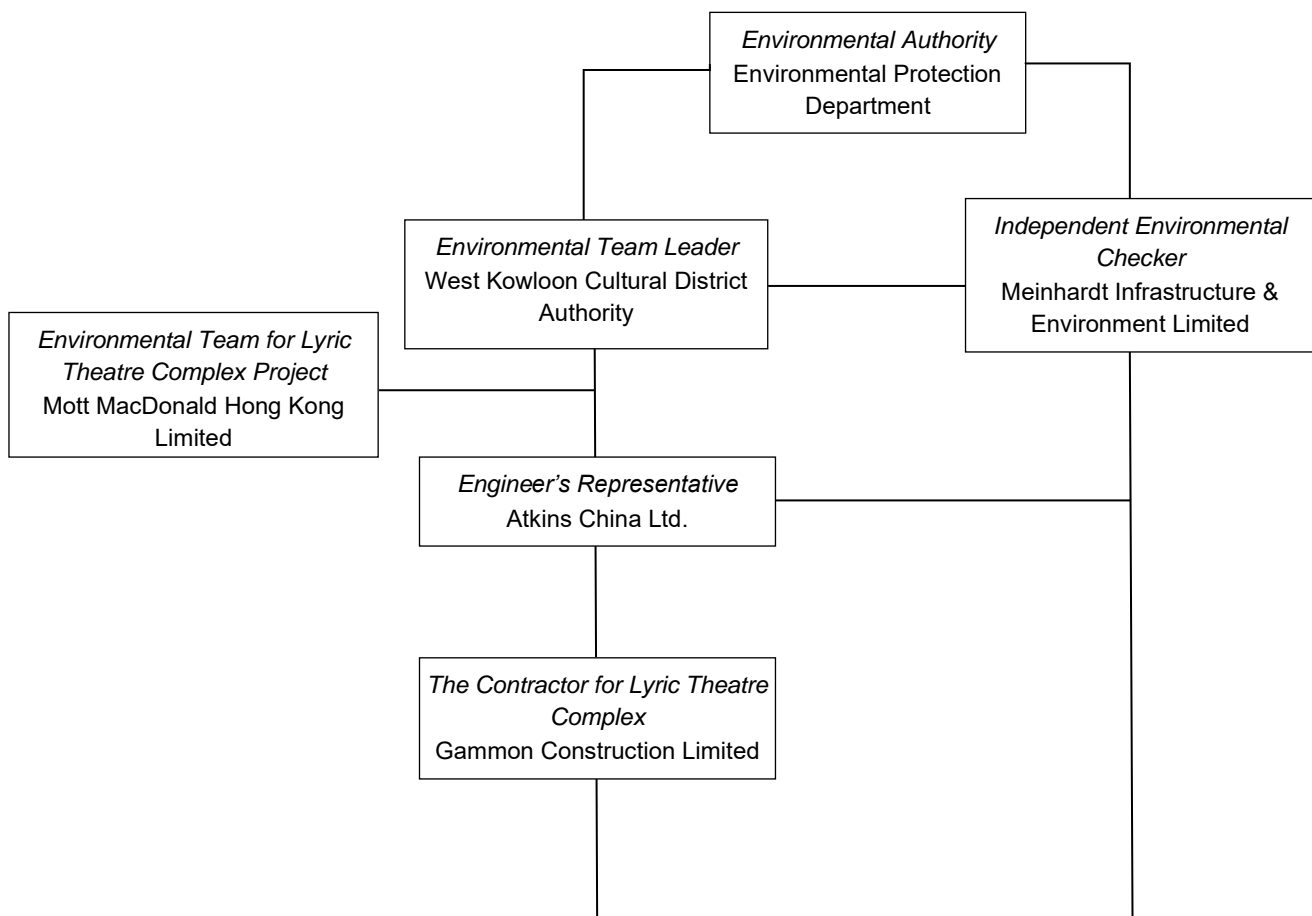 Environmental Authority
Environmental Protection
Department
Environmental Team Leader
West Kowloon Cultural District
Authority
Independent Environmental
Checker
Meinhardt Infrastructure &
Environment Limited
Environmental Team for Lyric
Theatre Complex Project
Mott MacDonald Hong Kong
Limited
Engineer’s Representative
Atkins China Ltd.
The Contractor for Lyric Theatre
Complex
Gammon Construction Limited